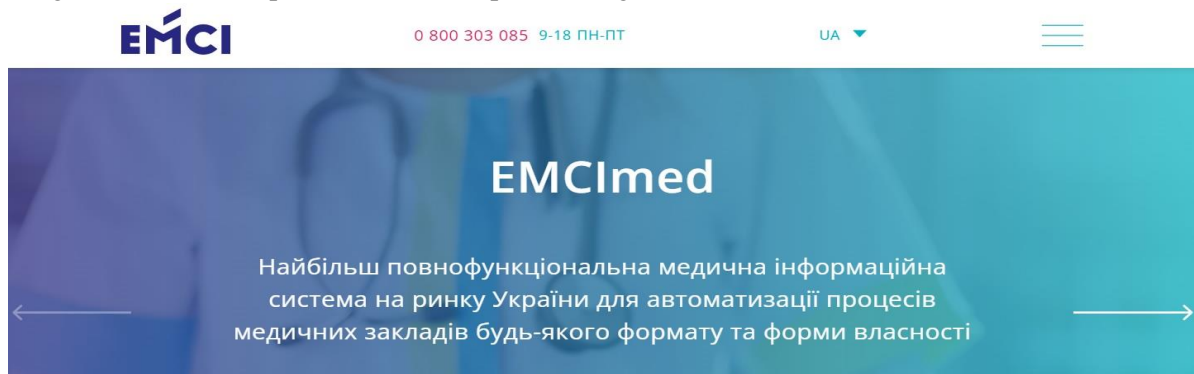 EMCI
0 800 303 085 9-18 ПН-ПТ
UA
EMCImed
Найбільш повнофункціональна медична інформаційна
система на ринку України для автоматизації процесів
медичних закладів будь-якого формату та форми власності